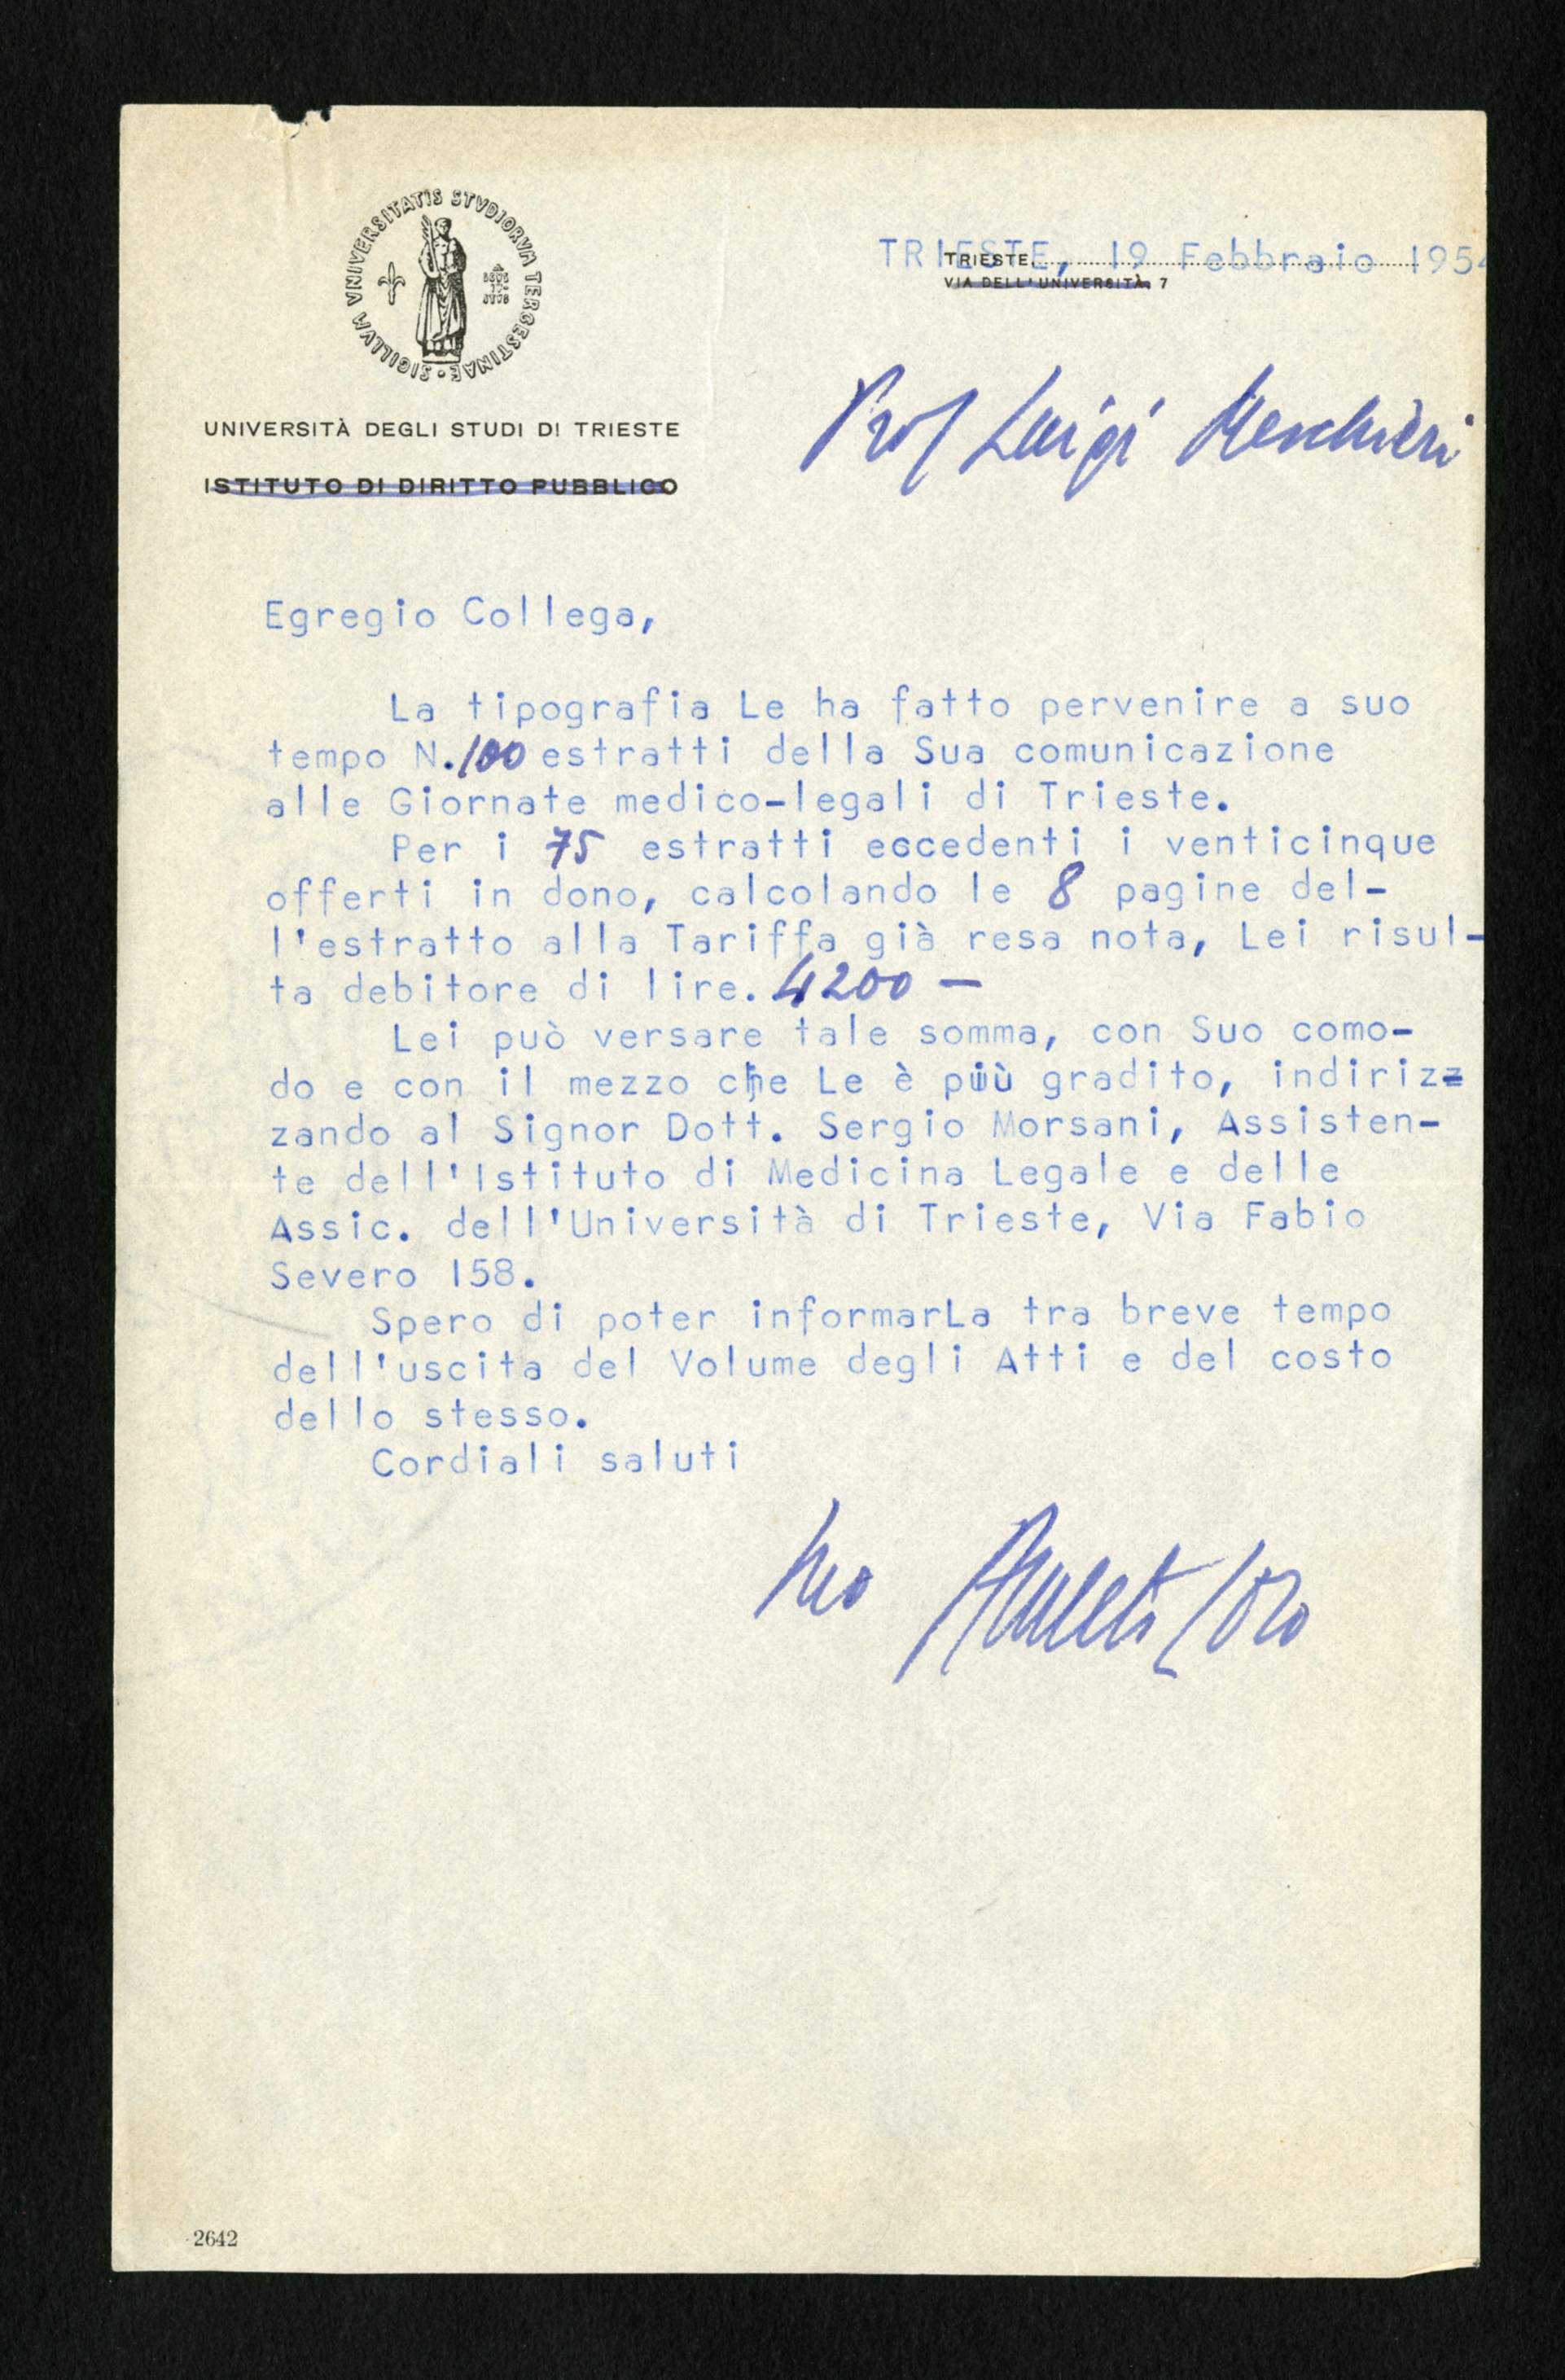 SIGILLVM VNIVERSITATIS STVDIORVM TERGESTINAE
TRIESTE, 19 Febbraio 1954
TRIESTE,
VIA DELL'UNIVERSITÀ, 7
Prof Luigi Meschieri
UNIVERSITÀ DEGLI STUDI DI TRIESTE
ISTITUTO DI DIRITTO PUBBLICO
Egregio Collega,
La tipografia Le ha fatto pervenire a suo
tempo N.100 estratti della Sua comunicazione
alle Giornate medico-legali di Trieste.
Per i 75 estratti eccedenti i venticinque
offerti in dono, calcolando le 8 pagine del-
l'estratto alla Tariffa già resa nota, Lei risul-
ta debitore di lire. 4200 —
Lei può versare tale somma, con Suo como-
do e con il mezzo che Le è più gradito, indiriz=
zando al Signor Dott. Sergio Morsani, Assisten-
te dell'Istituto di Medicina Legale e delle
Assic. dell'Università di Trieste, Via Fabio
Severo 158.
Spero di poter informarLa tra breve tempo
dell'uscita del Volume degli Atti e del costo
dello stesso.
Cordiali saluti
2642